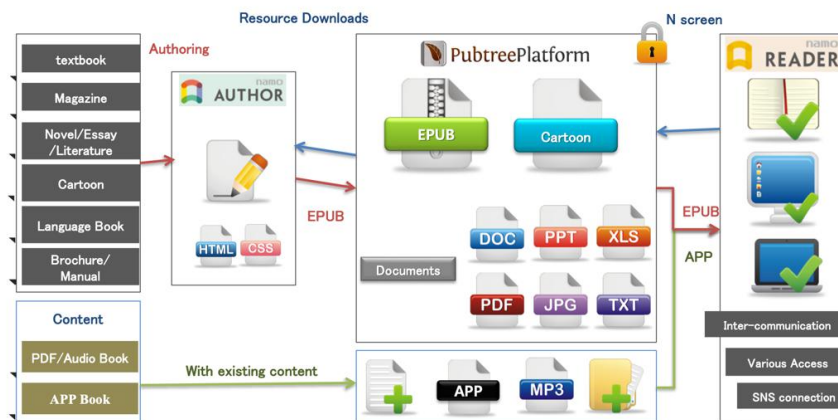 Resource Downloads
N screen
Authoring
textbook
Magazine
Novel/Essay
/Literature
Cartoon
Language Book
Brochure/
Manual
namo
AUTHOR
HTML
CSS
EPUB
PubtreePlatform
EPUB
Cartoon
DOC
PPT
XLS
Documents
PDF
JPG
TXT
namo
READER
EPUB
APP
Inter-communication
Various Access
SNS connection
Content
PDF/Audio Book
APP Book
With existing content
APP
MP3